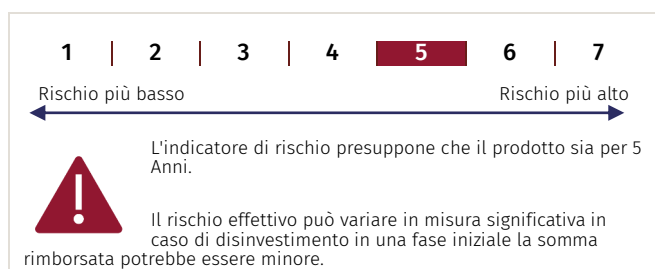 1 | 2 | 3 | 4 | 5 | 6 | 7
Rischio più basso Rischio più alto
L'indicatore di rischio presuppone che il prodotto sia per 5
Anni.
Il rischio effettivo può variare in misura significativa in
caso di disinvestimento in una fase iniziale la somma
rimborsata potrebbe essere minore.